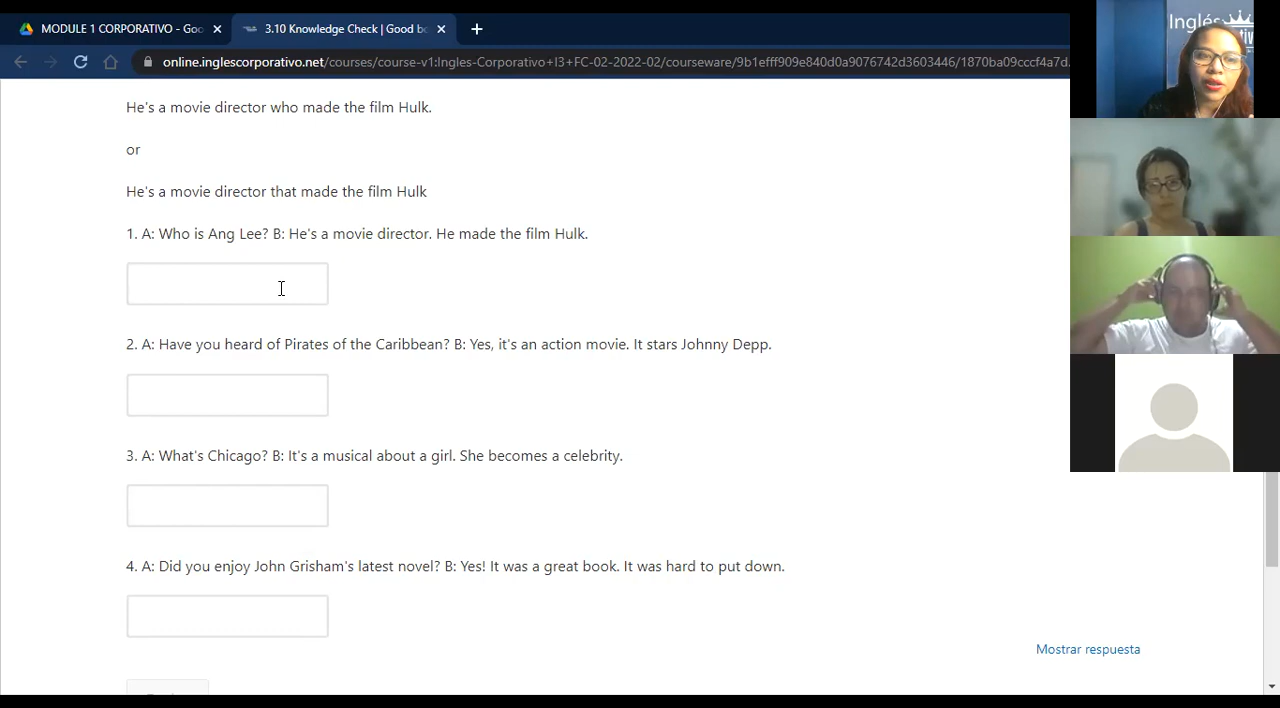 MODULE 1 CORPORATIVO - Goo
3.10 Knowledge Check | Good bo
online.inglescorporativo.net/courses/course-v1:Ingles-Corporativo+I3+FC-02-2022-02/courseware/9b1efff909e840d0a9076742d3603446/1870ba09cccf4a7d.
Inglés
He's a movie director who made the film Hulk.
or
He's a movie director that made the film Hulk
1. A: Who is Ang Lee? B: He's a movie director. He made the film Hulk.
2. A: Have you heard of Pirates of the Caribbean? B: Yes, it's an action movie. It stars Johnny Depp.
3. A: What's Chicago? B: It's a musical about a girl. She becomes a celebrity.
4. A: Did you enjoy John Grisham's latest novel? B: Yes! It was a great book. It was hard to put down.
Mostrar respuesta